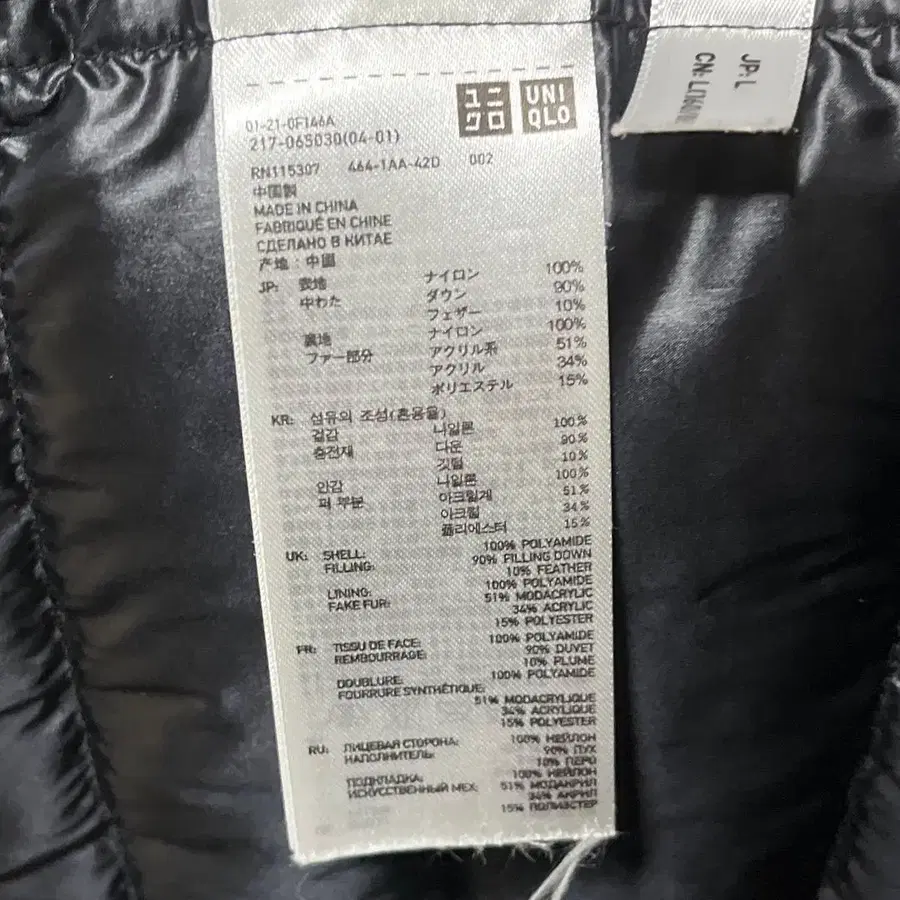 ユニ
クロ
UNI
QLO
01-21-0F146A
217-065030(04-01)
RN115307 464-1AA-42D 002
中国製
MADE IN CHINA
FABRIQUÉ EN CHINE
СДЕЛАНО В КИТАЕ
产地：中国
JP: 表地 ナイロン 100%
中わた ダウン 90%
フェザー 10%
裏地 ナイロン 100%
ファー部分 アクリル系 51%
アクリル 34%
ポリエステル 15%
KR: 섬유의 조성(혼용율)
겉감 나일론 100%
충전재 다운 90%
깃털 10%
안감 나일론 100%
퍼 부분 아크릴계 51%
아크릴 34%
폴리에스터 15%
UK: SHELL: 100% POLYAMIDE
FILLING: 90% FILLING DOWN
10% FEATHER
LINING: 100% POLYAMIDE
FAKE FUR: 51% MODACRYLIC
34% ACRYLIC
15% POLYESTER
FR: TISSU DE FACE: 100% POLYAMIDE
REMBOURRAGE: 90% DUVET
10% PLUME
DOUBLURE: 100% POLYAMIDE
FOURRURE SYNTHÉTIQUE: 51% MODACRYLIQUE
34% ACRYLIQUE
15% POLYESTER
RU: ЛИЦЕВАЯ СТОРОНА: 100% НЕЙЛОН
НАПОЛНИТЕЛЬ: 90% ПУХ
10% ПЕРО
ПОДКЛАДКА: 100% НЕЙЛОН
ИСКУССТВЕННЫЙ МЕХ: 51% МОДАКРИЛ
34% АКРИЛ
15% ПОЛИЭСТЕР
JP: L